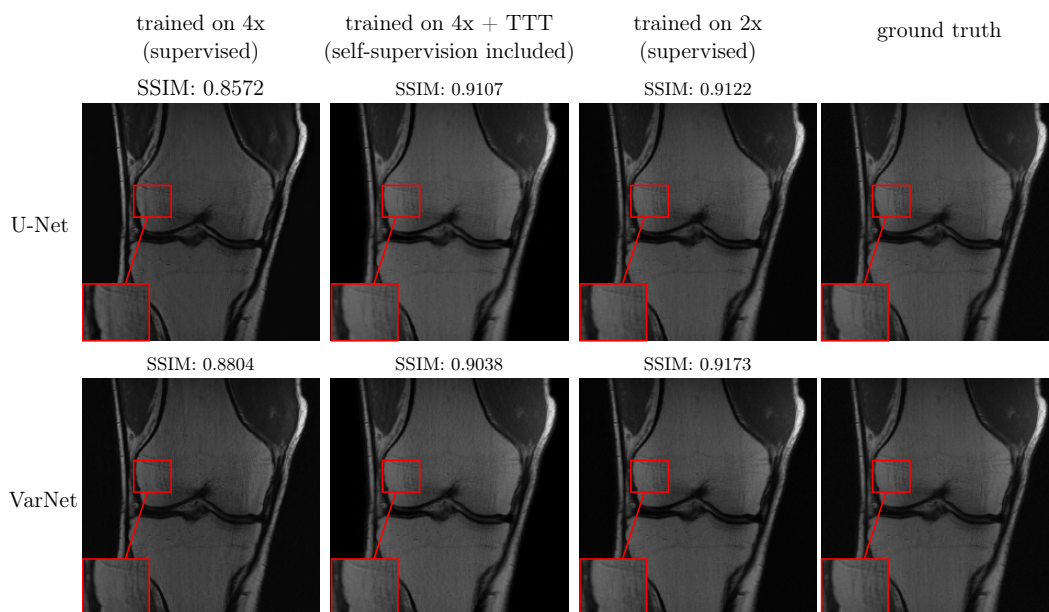 trained on 4x
(supervised)
trained on 4x + TTT
(self-supervision included)
trained on 2x
(supervised)
ground truth
SSIM: 0.8572
SSIM: 0.9107
SSIM: 0.9122
U-Net
SSIM: 0.8804
SSIM: 0.9038
SSIM: 0.9173
VarNet